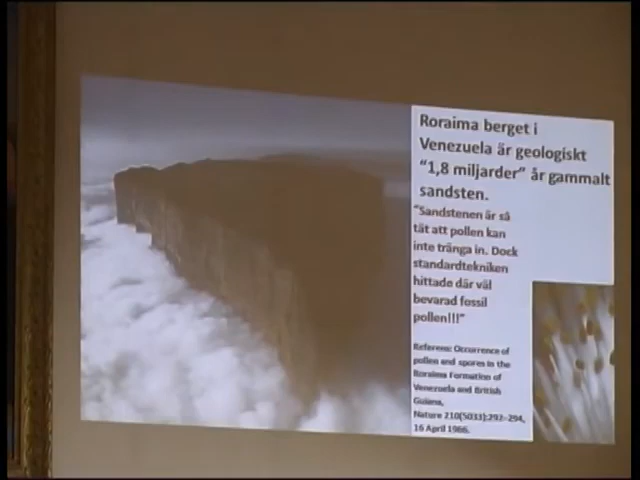 Roraima berget i
Venezuela är geologiskt
"1,8 miljarder" år gammalt
sandsten.
"Sandstenen är så
tät att pollen kan
inte tränga in. Dock
standardtekniken
hittade där väl
bevarad fossil
pollen!!!"
Referens: Occurrence of
pollen and spores in the
Roraima Formation of
Venezuela and British
Guiana,
Nature 210(5033):292-294,
16 April 1966.